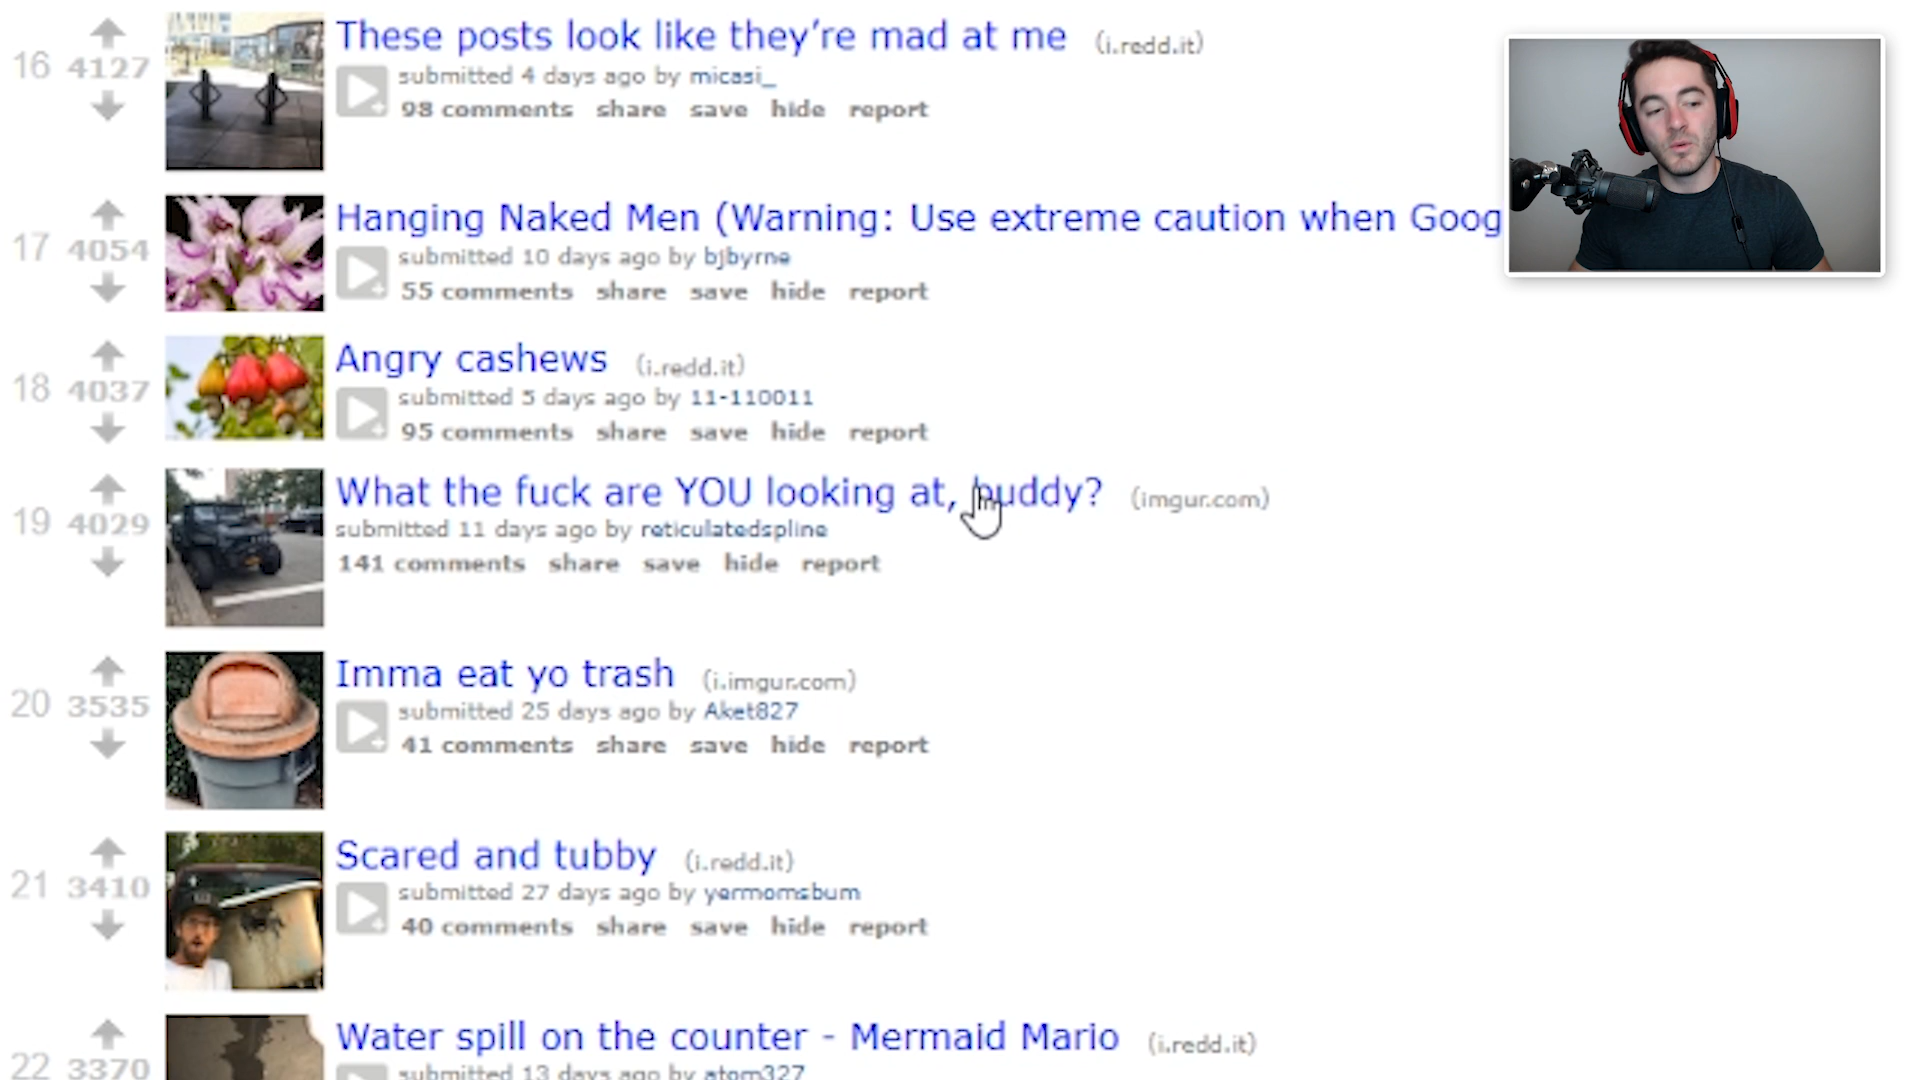 16 4127 These posts look like they're mad at me (i.redd.it)
submitted 4 days ago by micasi_
98 comments share save hide report
17 4054 Hanging Naked Men (Warning: Use extreme caution when Goog
submitted 10 days ago by bjbyrne
55 comments share save hide report
18 4037 Angry cashews (i.redd.it)
submitted 5 days ago by 11-110011
95 comments share save hide report
19 4029 What the fuck are YOU looking at, buddy? (imgur.com)
submitted 11 days ago by reticulatedspline
141 comments share save hide report
20 3535 Imma eat yo trash (i.imgur.com)
submitted 25 days ago by Aket827
41 comments share save hide report
21 3410 Scared and tubby (i.redd.it)
submitted 27 days ago by yermomsbum
40 comments share save hide report
22 3370 Water spill on the counter - Mermaid Mario (i.redd.it)
submitted 13 days ago by atom327